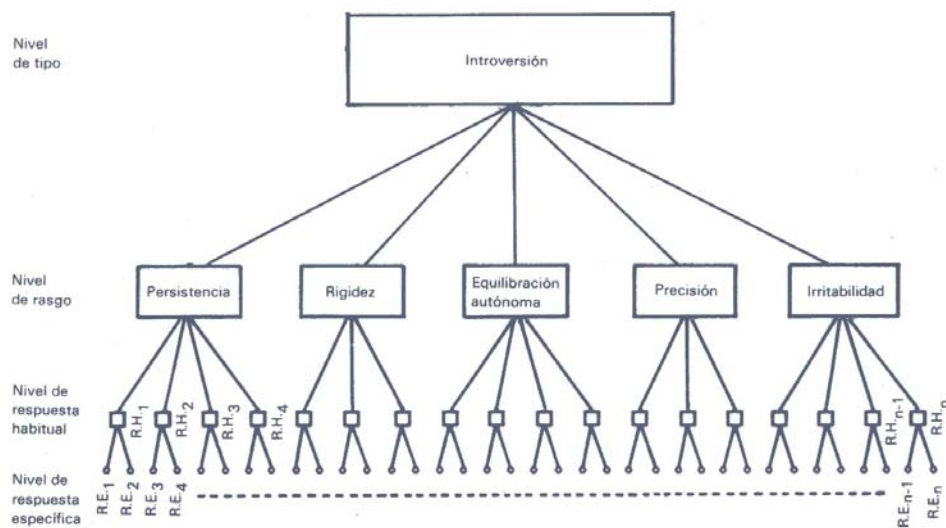 Nivel
de tipo
Introversión
Nivel
de rasgo
Persistencia
Rigidez
Equilibración
autónoma
Precisión
Irritabilidad
Nivel de
respuesta
habitual
R.H.1
R.H.2
R.H.3
R.H.4
R.H.n-1
R.H.n
Nivel de
respuesta
específica
R.E.1
R.E.2
R.E.3
R.E.4
R.E.n-1
R.E.n